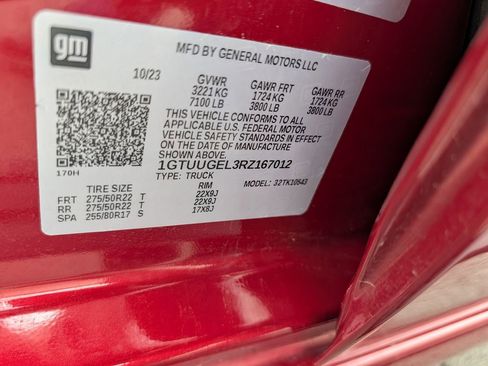 gm
MFD BY GENERAL MOTORS LLC
10/23 GVWR GAWR FRT GAWR RR
3221 KG 1724 KG 1724 KG
7100 LB 3800 LB 3800 LB
THIS VEHICLE CONFORMS TO ALL
APPLICABLE U.S. FEDERAL MOTOR
VEHICLE SAFETY STANDARDS IN EFFECT
ON THE DATE OF MANUFACTURE
SHOWN ABOVE.
1GTUUGEL3RZ167012
170H
TYPE: TRUCK MODEL: 32TK10543
TIRE SIZE RIM
FRT 275/50R22 T 22X9J
RR 275/50R22 T 22X9J
SPA 255/80R17 S 17X8J